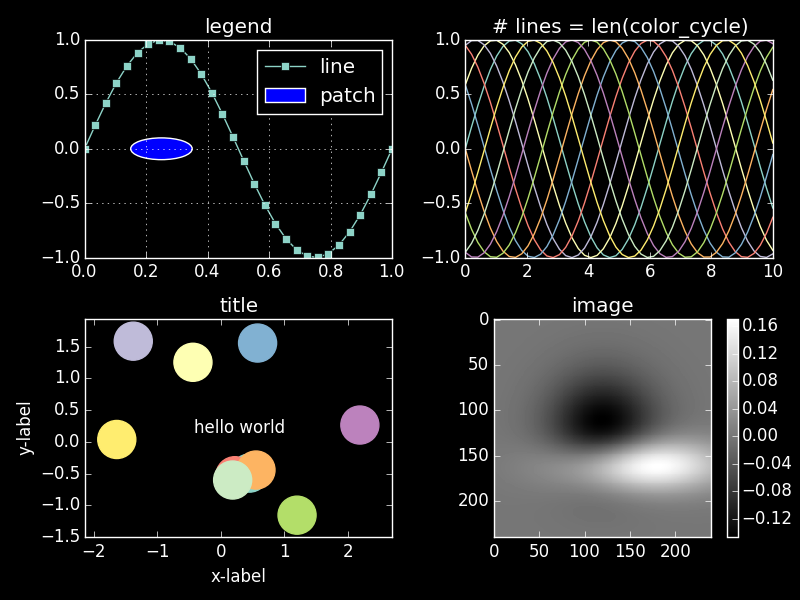 legend
1.0
0.5
0.0
−0.5
−1.0
0.0 0.2 0.4 0.6 0.8 1.0
line
patch
# lines = len(color_cycle)
1.0
0.5
0.0
−0.5
−1.0
0 2 4 6 8 10
title
y-label
1.5
1.0
0.5
0.0
−0.5
−1.0
−1.5
hello world
−2 −1 0 1 2
x-label
image
0
50
100
150
200
0 50 100 150 200
0.16
0.12
0.08
0.04
0.00
−0.04
−0.08
−0.12